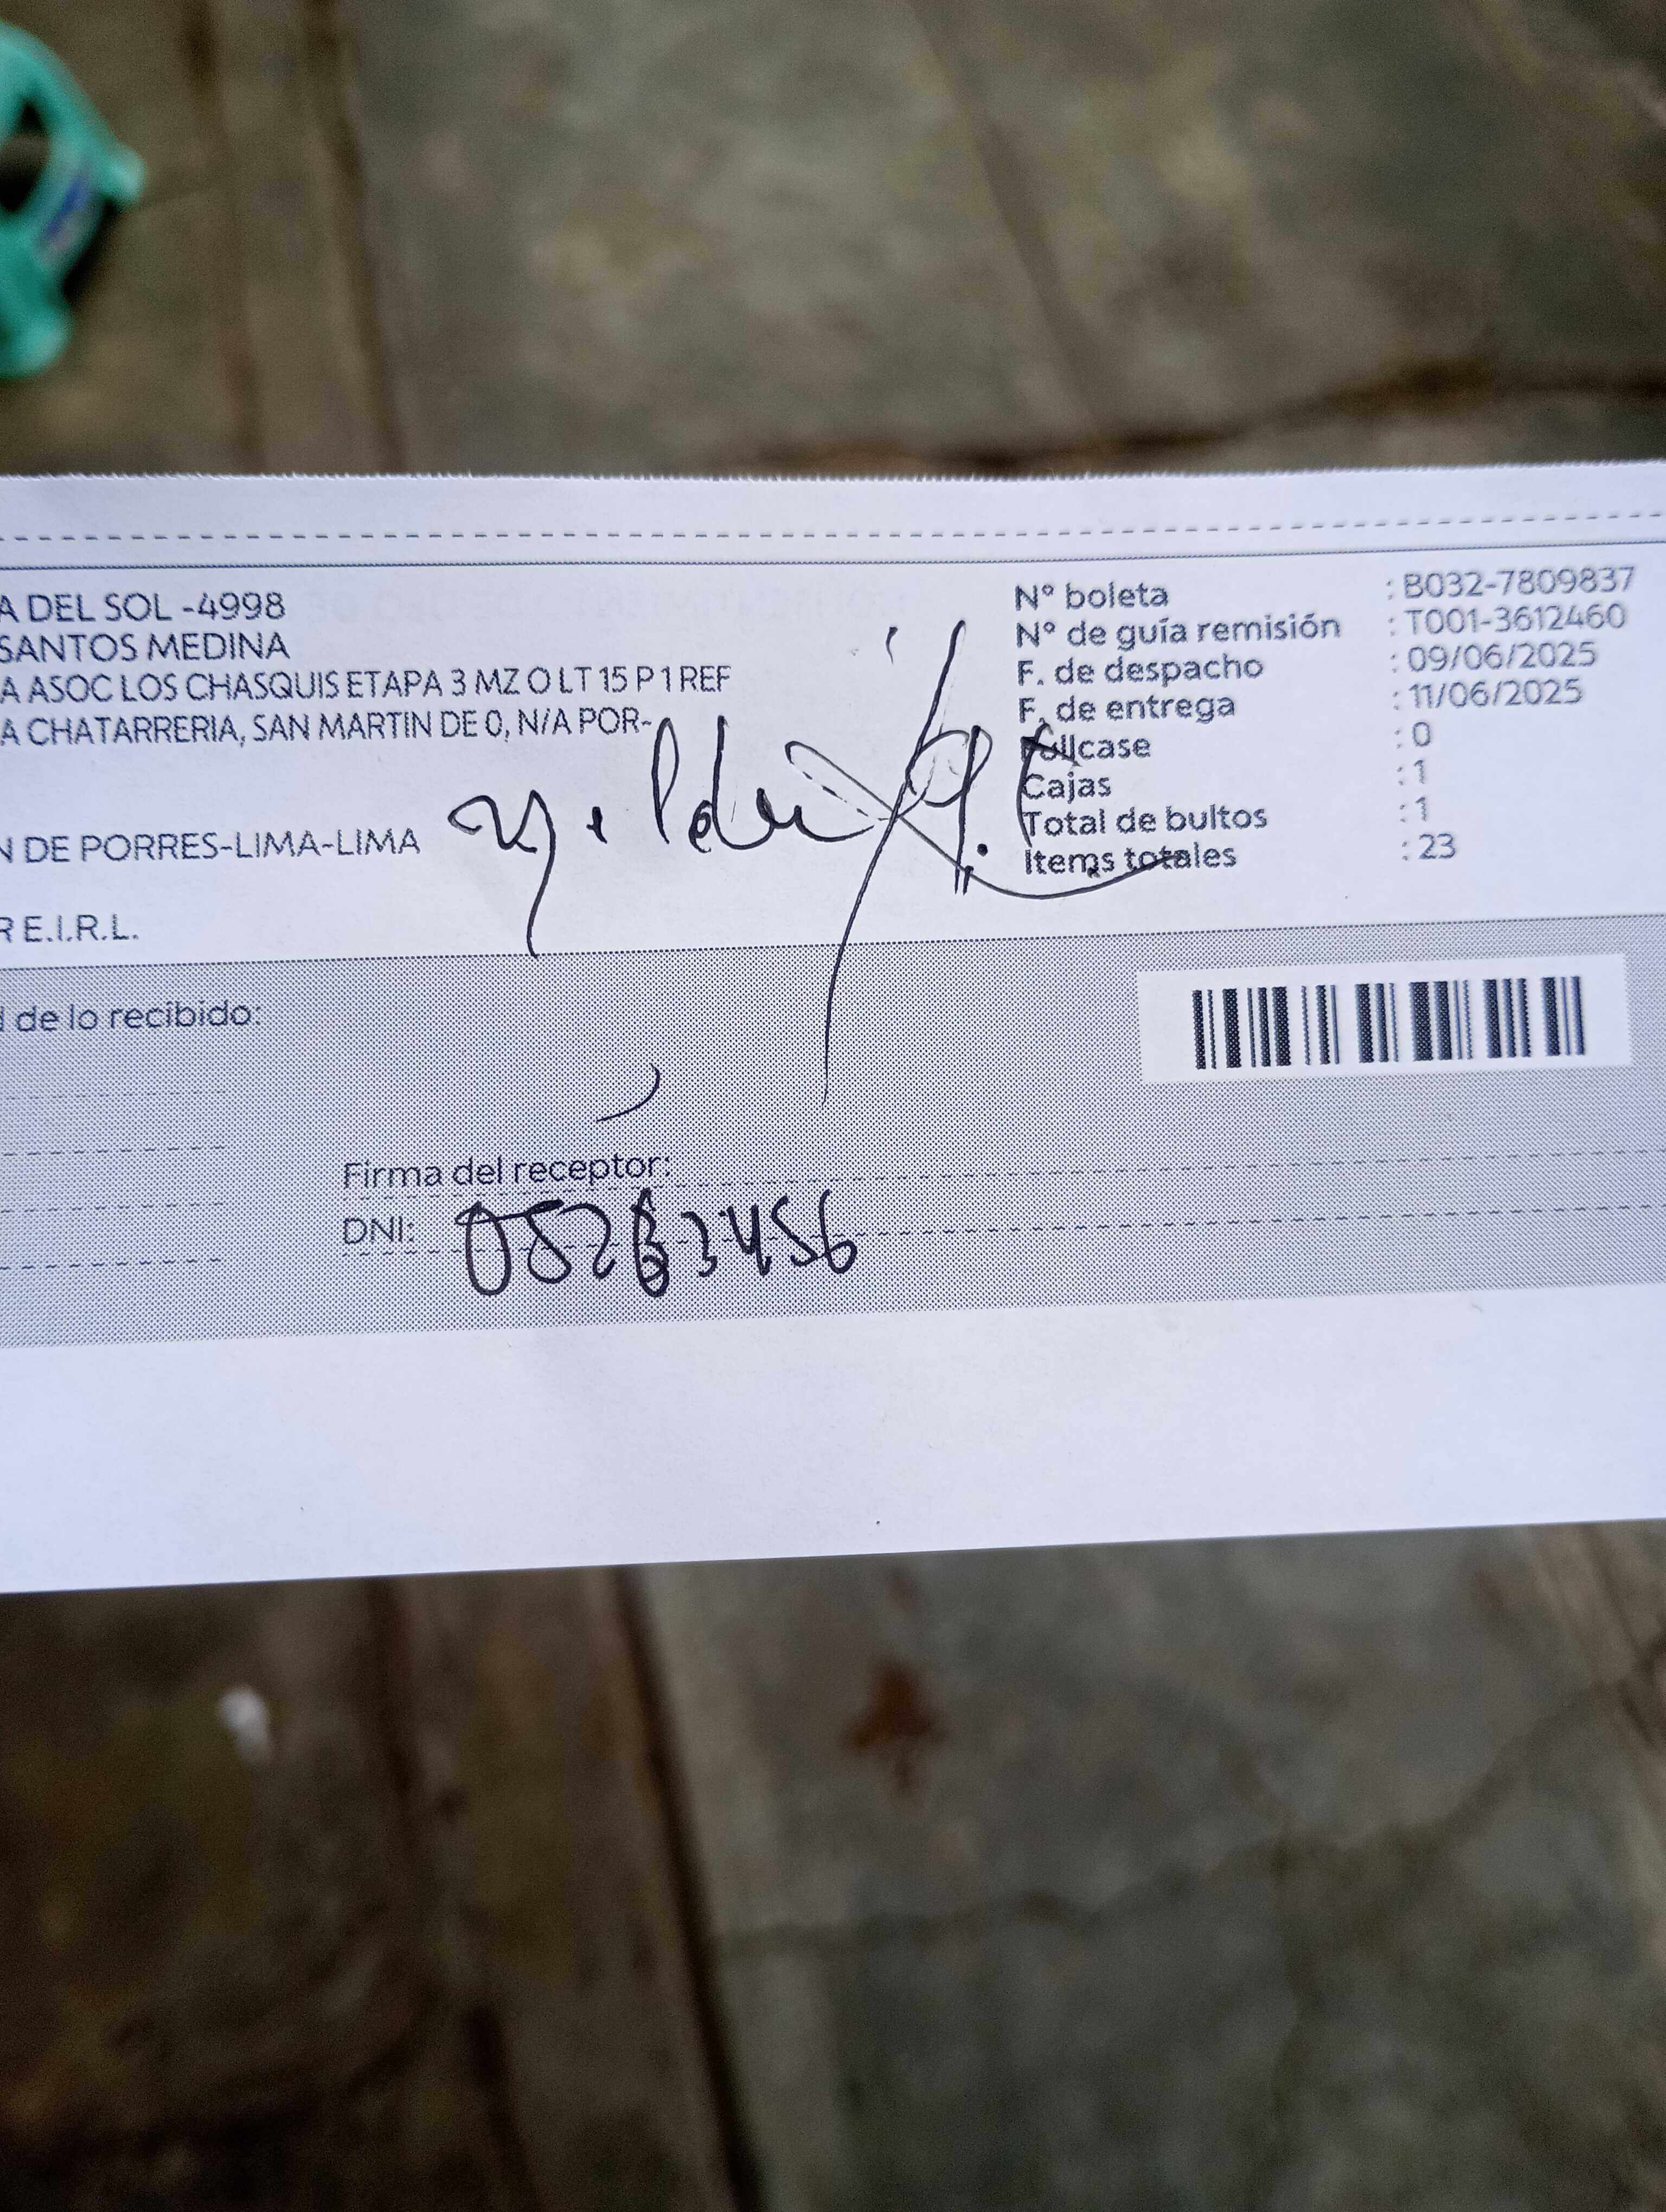 A DEL SOL -4998
SANTOS MEDINA
A ASOC LOS CHASQUIS ETAPA 3 MZ O LT 15 P 1 REF
A CHATARRERIA, SAN MARTIN DE 0, N/A POR-
N DE PORRES-LIMA-LIMA
R E.I.R.L.
N° boleta : B032-7809837
N° de guía remisión : T001-3612460
F. de despacho : 09/06/2025
F. de entrega : 11/06/2025
Fullcase : 0
Cajas : 1
Total de bultos : 1
Items totales : 23
de lo recibido:
Firma del receptor:
DNI: